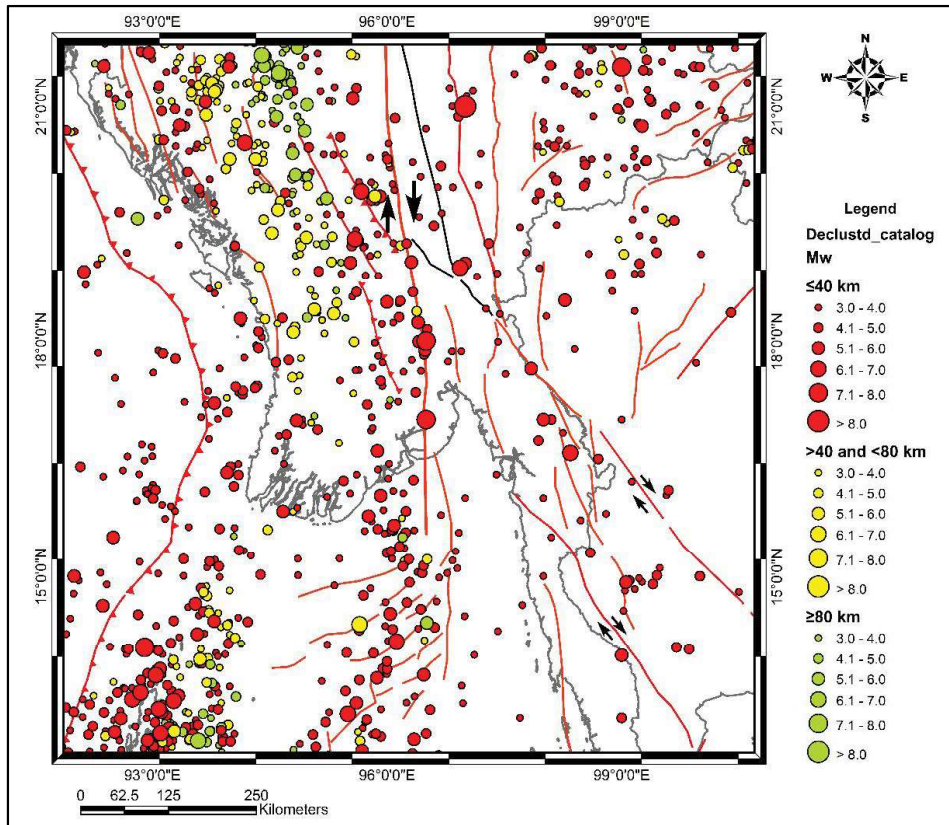 93°0'0"E 96°0'0"E 99°0'0"E
21°0'0"N
18°0'0"N
15°0'0"N
21°0'0"N
18°0'0"N
15°0'0"N
93°0'0"E 96°0'0"E 99°0'0"E
0 62.5 125 250
Kilometers
N
W E
S
Legend
Declustd_catalog
Mw
≤40 km
3.0 - 4.0
4.1 - 5.0
5.1 - 6.0
6.1 - 7.0
7.1 - 8.0
> 8.0
>40 and <80 km
3.0 - 4.0
4.1 - 5.0
5.1 - 6.0
6.1 - 7.0
7.1 - 8.0
> 8.0
≥80 km
3.0 - 4.0
4.1 - 5.0
5.1 - 6.0
6.1 - 7.0
7.1 - 8.0
> 8.0